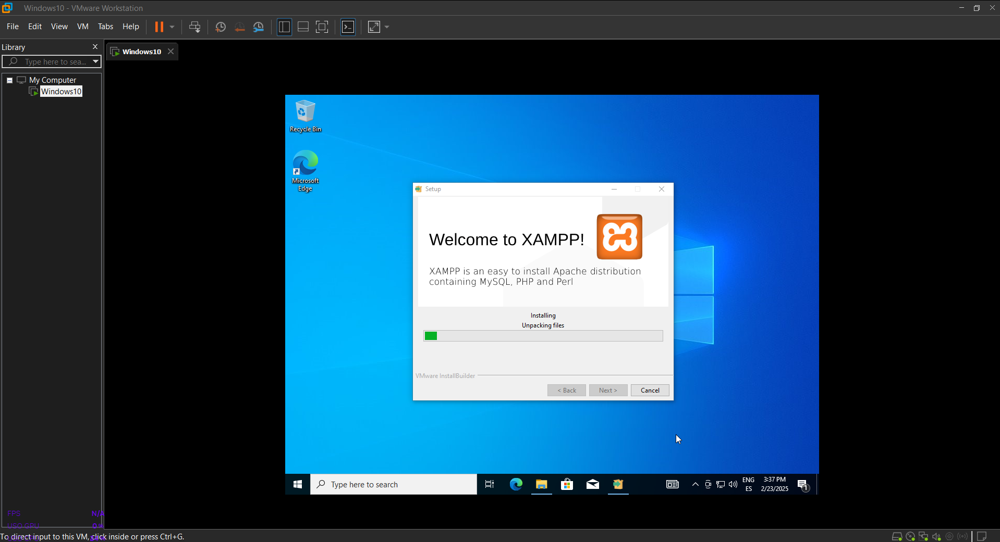 Windows10 - VMware Workstation
File Edit View VM Tabs Help
Library
Type here to sea...
My Computer
Windows10
Windows10
Recycle Bin
Microsoft
Edge
Setup
Welcome to XAMPP!
XAMPP is an easy to install Apache distribution
containing MySQL, PHP and Perl
Installing
Unpacking files
VMware InstallBuilder
< Back Next > Cancel
Type here to search
ENG
ES
3:37 PM
2/23/2025
1
FPS N/A
USO GPU 0
To direct input to this VM, click inside or press Ctrl+G.